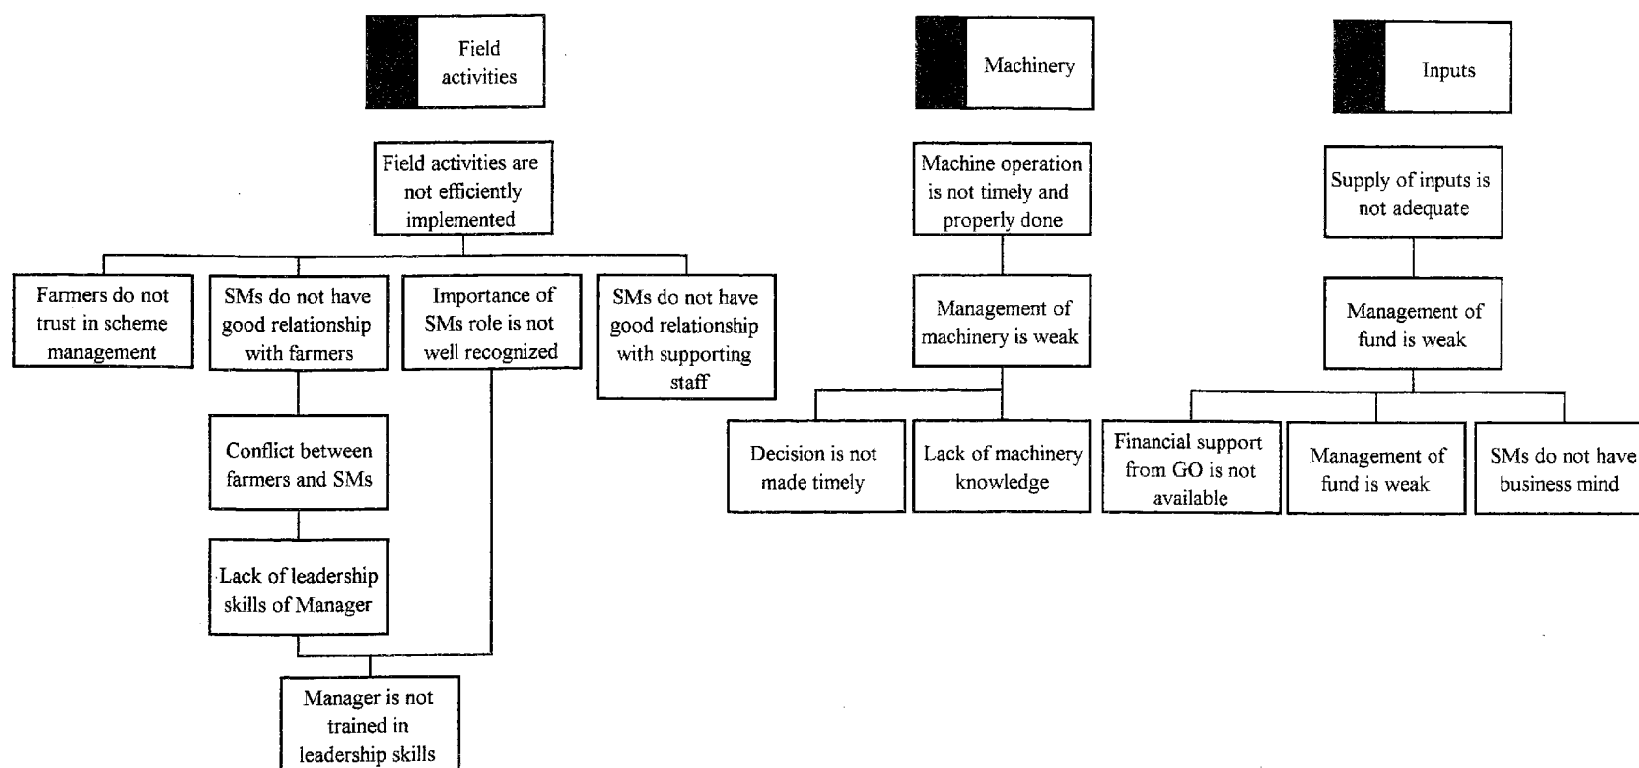 Field
activities
Machinery
Inputs
Field activities are
not efficiently
implemented
Machine operation
is not timely and
properly done
Supply of inputs is
not adequate
Farmers do not
trust in scheme
management
SMs do not have
good relationship
with farmers
Importance of
SMs role is not
well recognized
SMs do not have
good relationship
with supporting
staff
Management of
machinery is weak
Management of
fund is weak
Conflict between
farmers and SMs
Decision is not
made timely
Lack of machinery
knowledge
Financial support
from GO is not
available
Management of
fund is weak
SMs do not have
business mind
Lack of leadership
skills of Manager
Manager is not
trained in
leadership skills